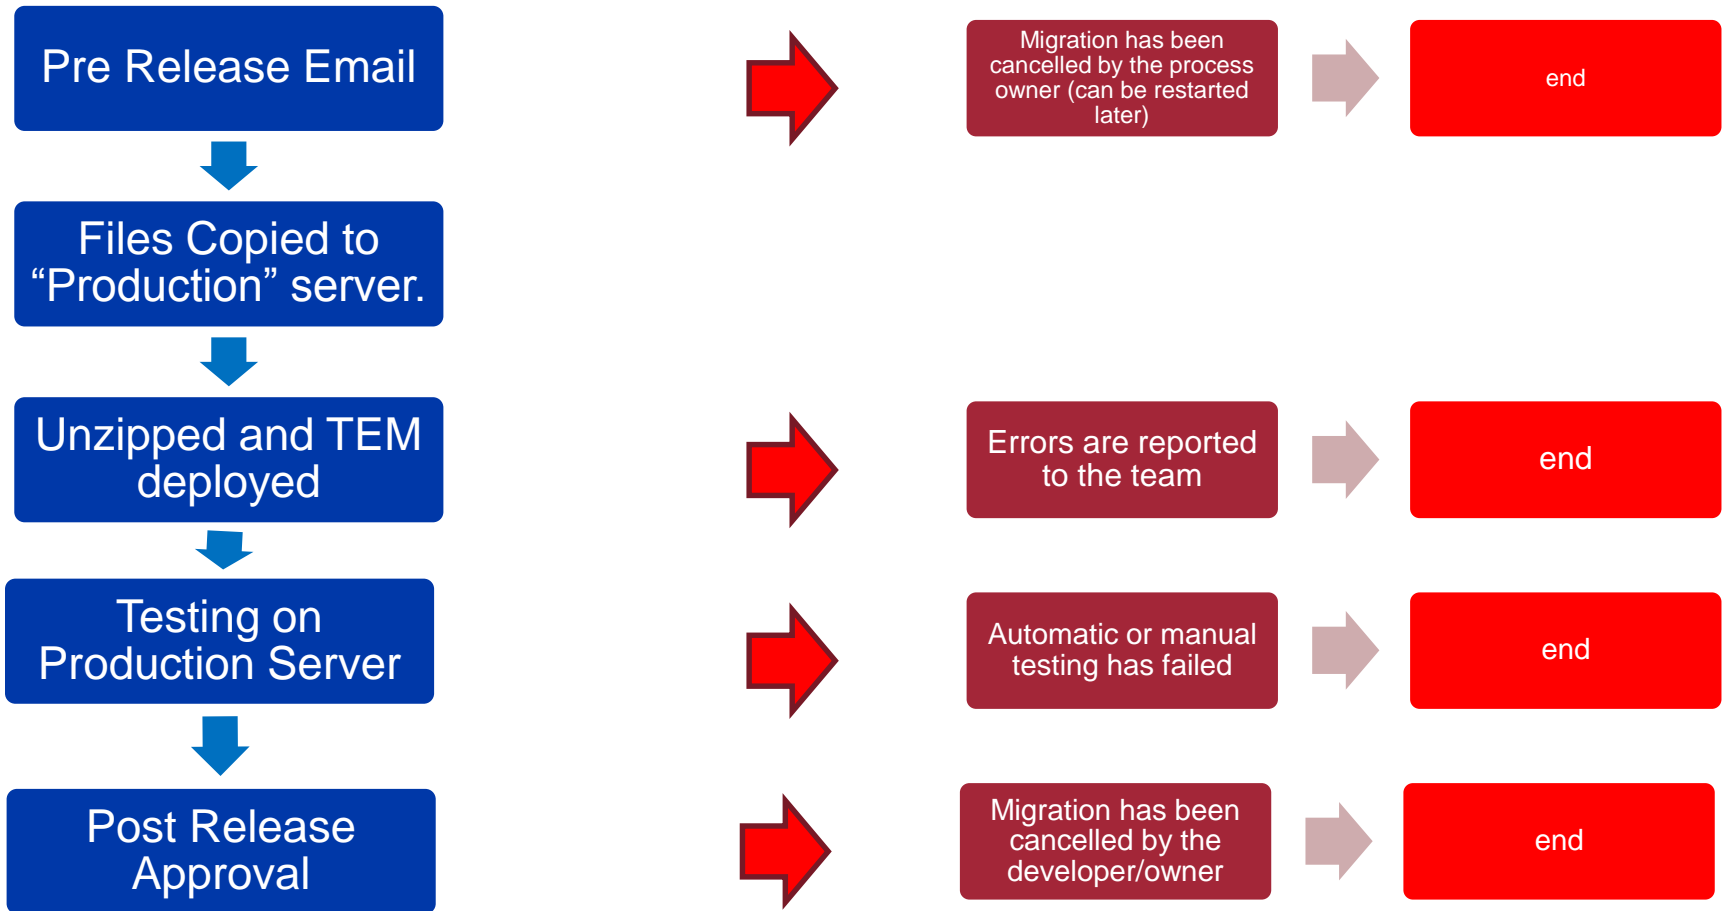 Pre Release Email
Migration has been
cancelled by the process
owner (can be restarted
later)
end
Files Copied to
“Production” server.
Unzipped and TEM
deployed
Errors are reported
to the team
end
Testing on
Production Server
Automatic or manual
testing has failed
end
Post Release
Approval
Migration has been
cancelled by the
developer/owner
end